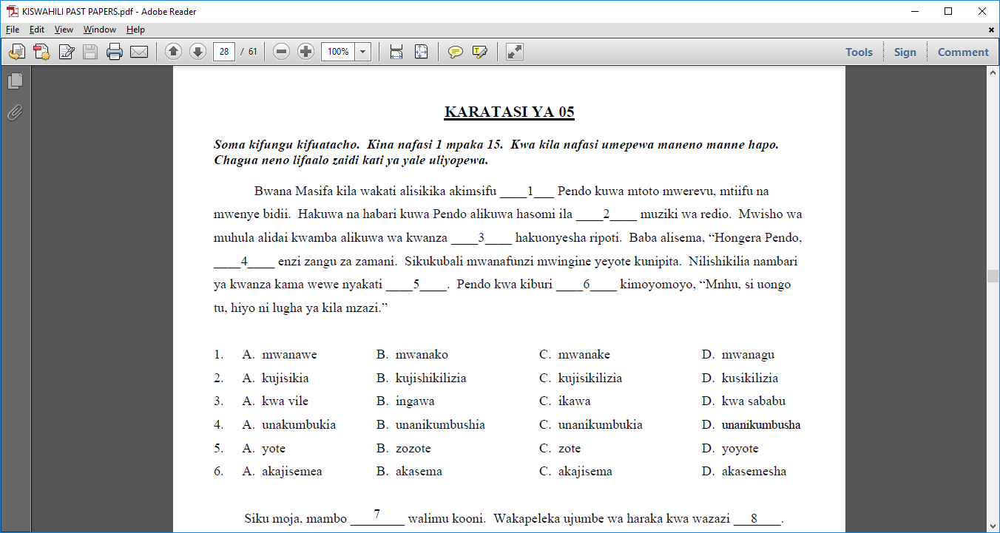 KISWAHILI PAST PAPERS.pdf - Adobe Reader
File Edit View Window Help
28 / 61 100% Tools Sign Comment
KARATASI YA 05
Soma kifungu kifuatacho. Kina nafasi 1 mpaka 15. Kwa kila nafasi umepewa maneno manne hapo.
Chagua neno lifaalo zaidi kati ya yale uliyopewa.
Bwana Masifa kila wakati alisikika akimsifu ____1___ Pendo kuwa mtoto mwerevu, mtiifu na
mwenye bidii. Hakuwa na habari kuwa Pendo alikuwa hasomi ila ____2____ muziki wa redio. Mwisho wa
muhula alidai kwamba alikuwa wa kwanza ____3____ hakuonyesha ripoti. Baba alisema, “Hongera Pendo,
____4____ enzi zangu za zamani. Sikukubali mwanafunzi mwingine yeyote kunipita. Nilishikilia nambari
ya kwanza kama wewe nyakati ____5____. Pendo kwa kiburi ____6____ kimoyomoyo, “Mnhu, si uongo
tu, hiyo ni lugha ya kila mzazi.”
1. A. mwanawe B. mwanako C. mwanake D. mwanagu
2. A. kujisikia B. kujishikilizia C. kujisikilizia D. kusikilizia
3. A. kwa vile B. ingawa C. ikawa D. kwa sababu
4. A. unakumbukia B. unanikumbushia C. unanikumbukia D. unanikumbusha
5. A. yote B. zozote C. zote D. yoyote
6. A. akajisemea B. akasema C. akajisema D. akasemesha
Siku moja, mambo ____7____ walimu kooni. Wakapeleka ujumbe wa haraka kwa wazazi ___8____.